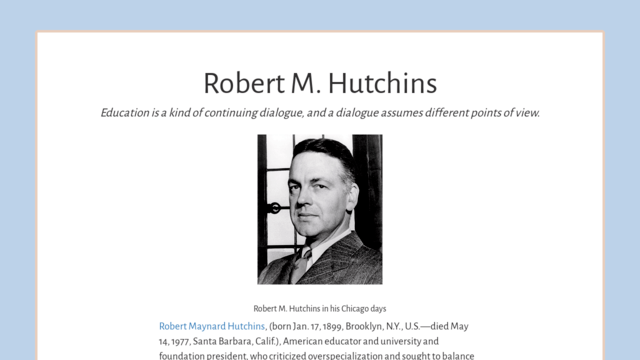 Robert M. Hutchins
Education is a kind of continuing dialogue, and a dialogue assumes different points of view.
Robert M. Hutchins in his Chicago days
Robert Maynard Hutchins, (born Jan. 17, 1899, Brooklyn, N.Y., U.S.—died May
14, 1977, Santa Barbara, Calif.), American educator and university and
foundation president, who criticized overspecialization and sought to balance